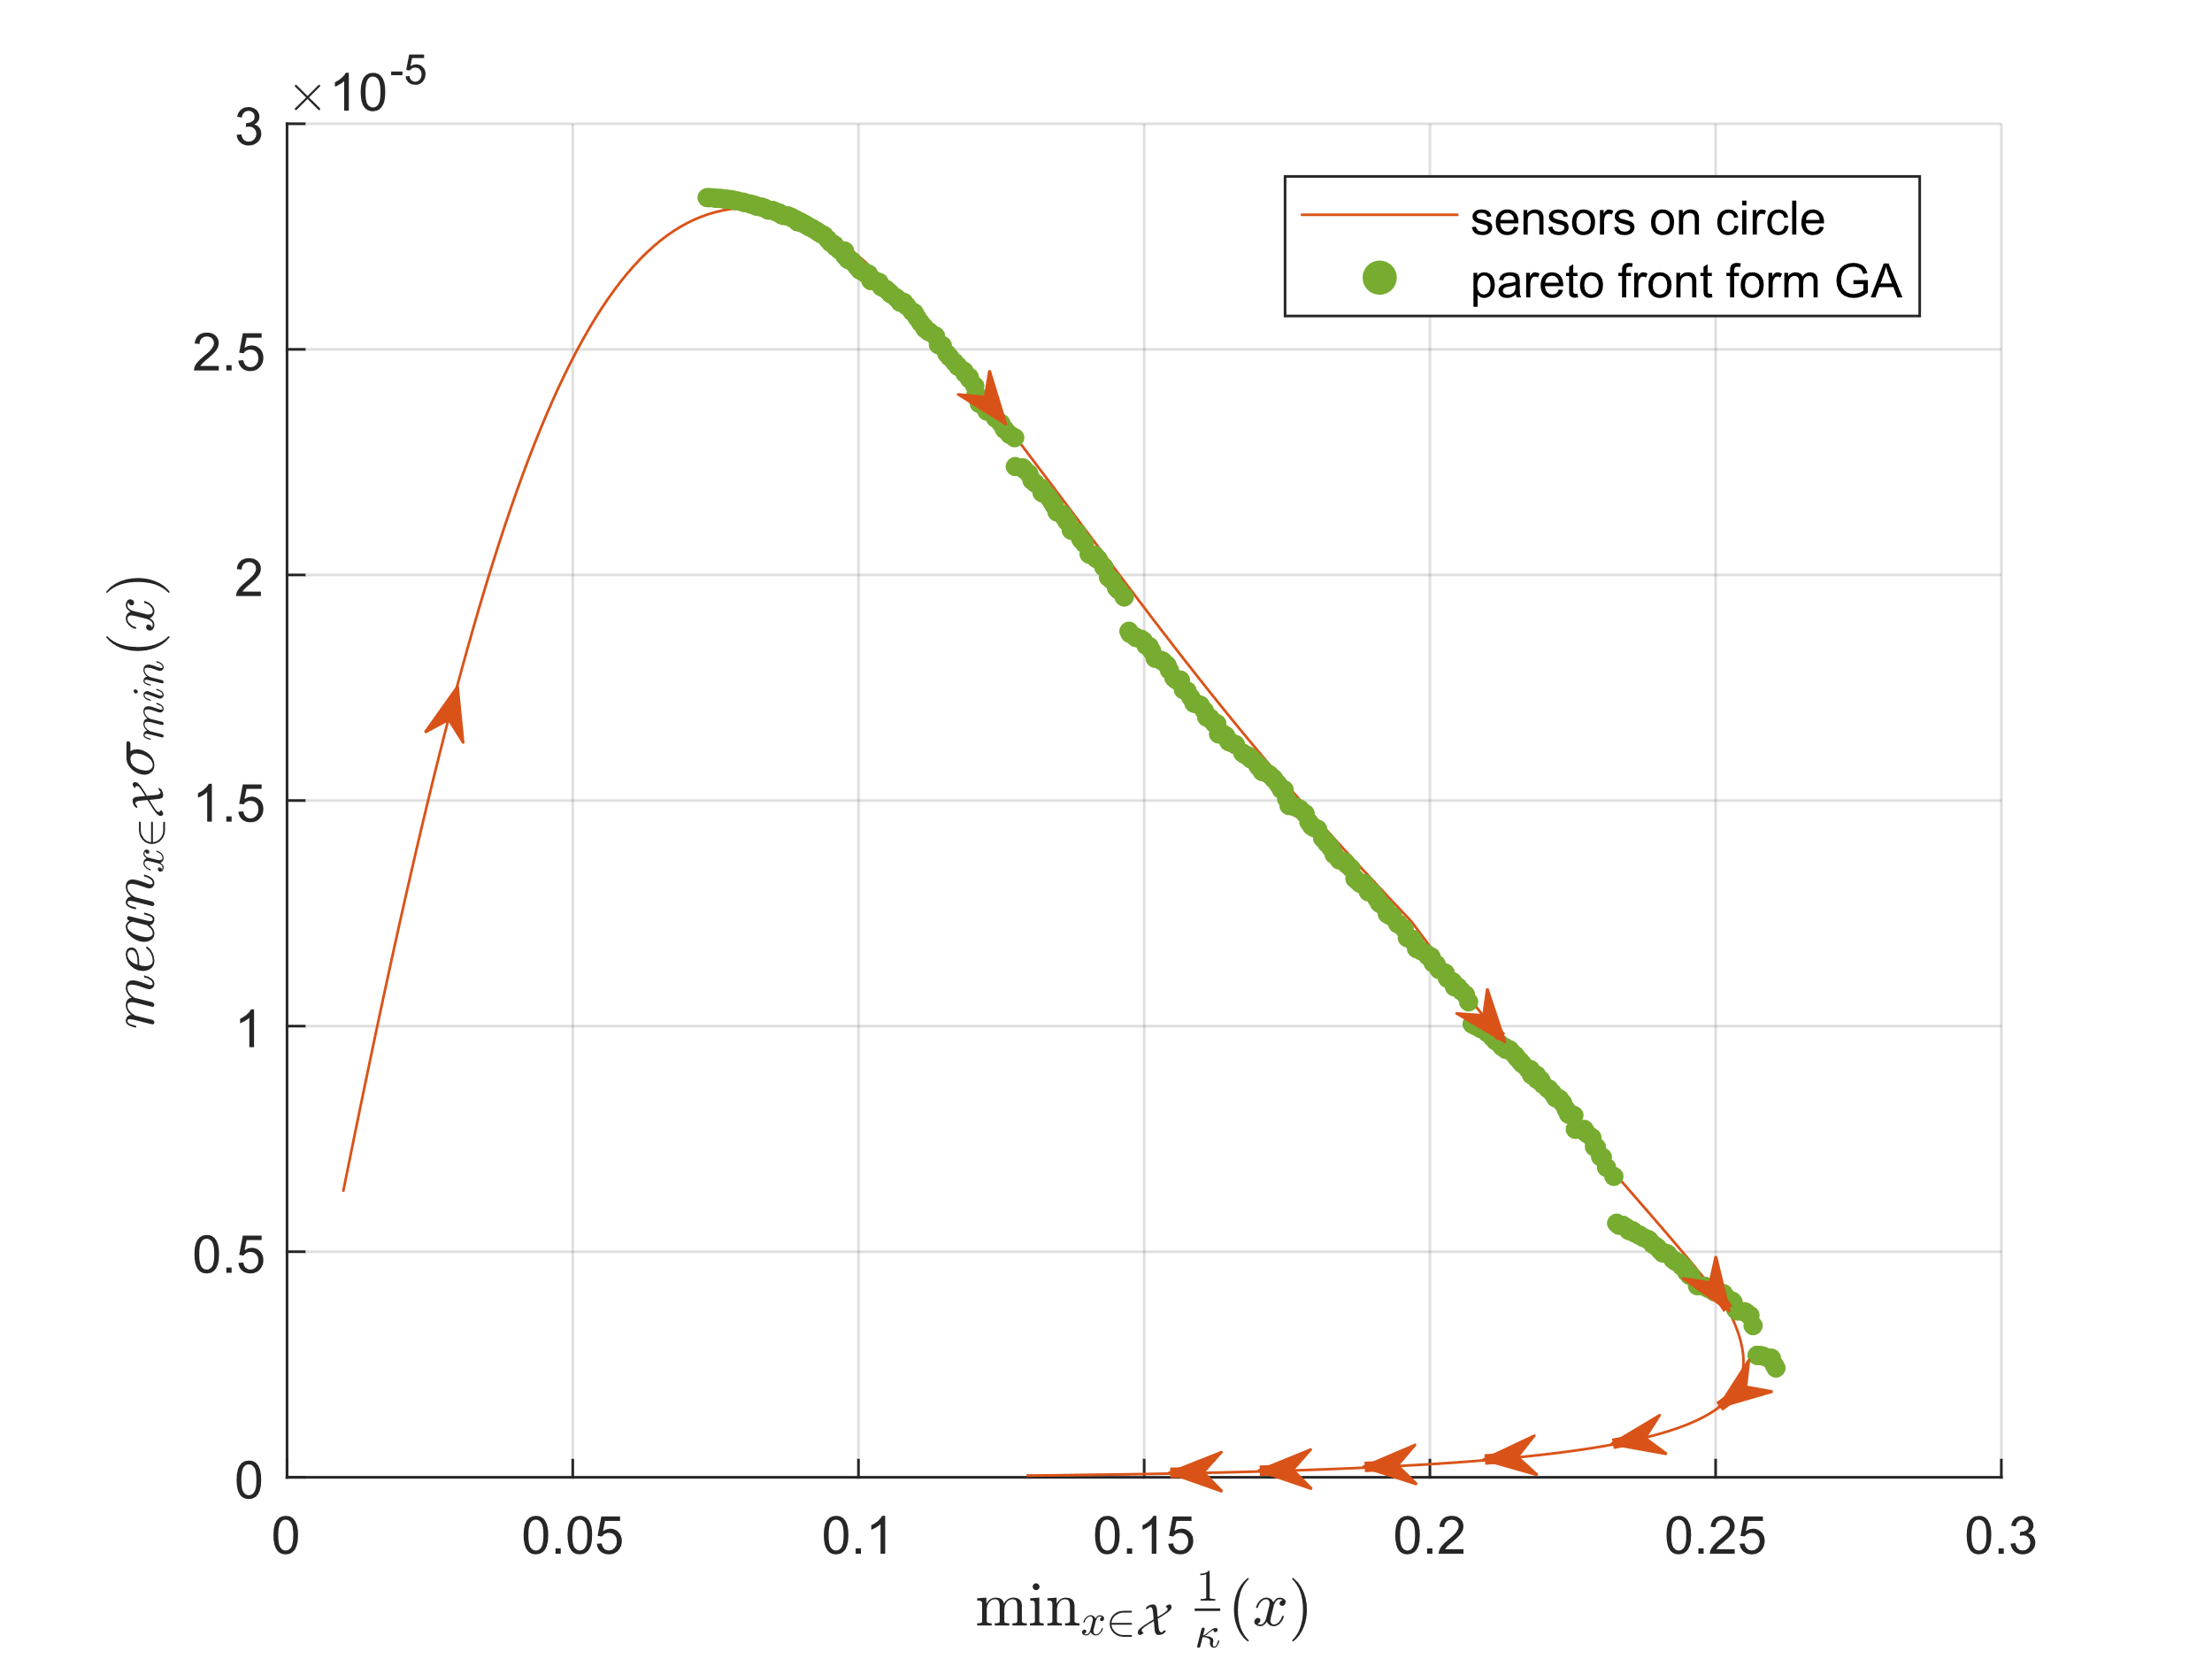 ×10-5
3
2.5
2
1.5
1
0.5
0
0 0.05 0.1 0.15 0.2 0.25 0.3
mean_{x∈𝒳} σ_{min}(x)
min_{x∈𝒳} 1/κ (x)
sensors on circle
pareto front form GA